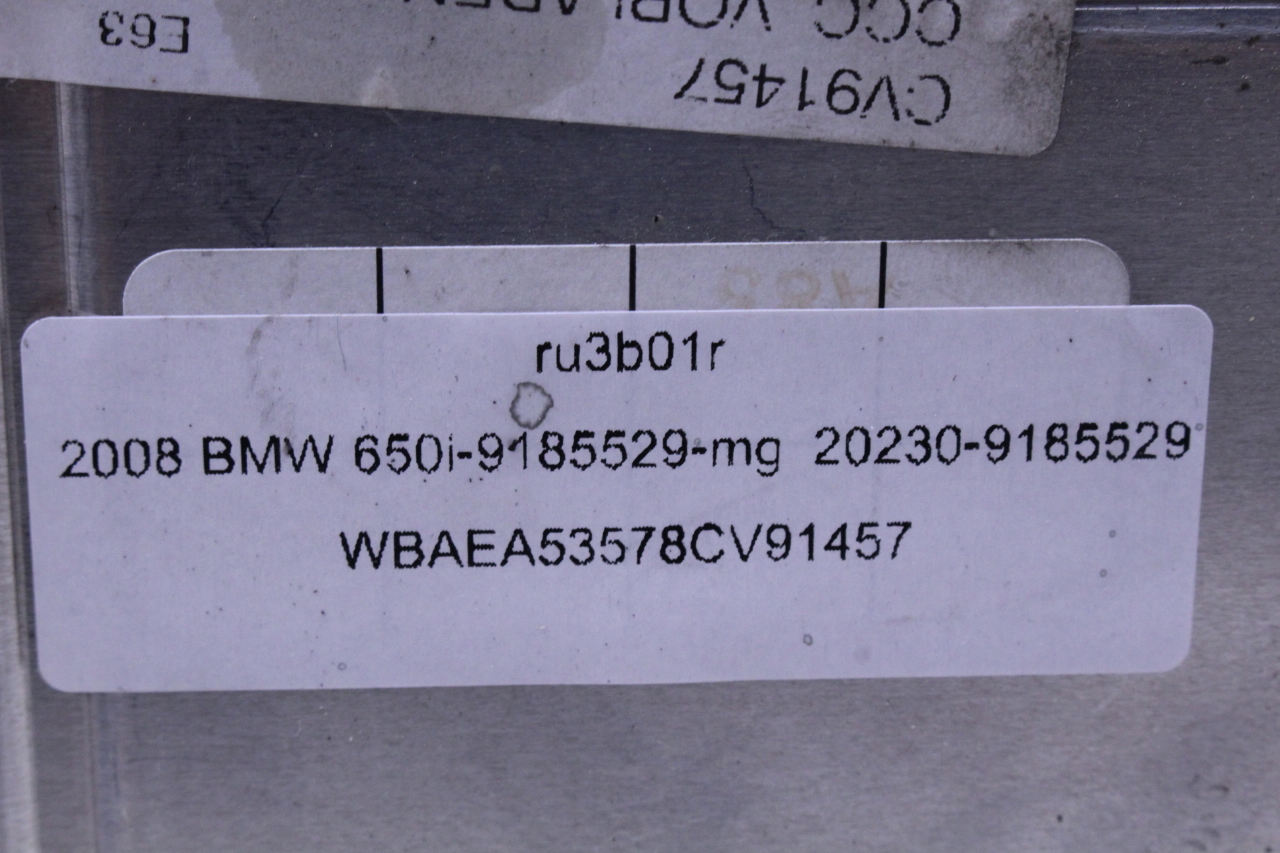 E63
CCC VORLADEN
CV91457
ru3b01r
2008 BMW 650i-9185529-mg 20230-9185529
WBAEA53578CV91457